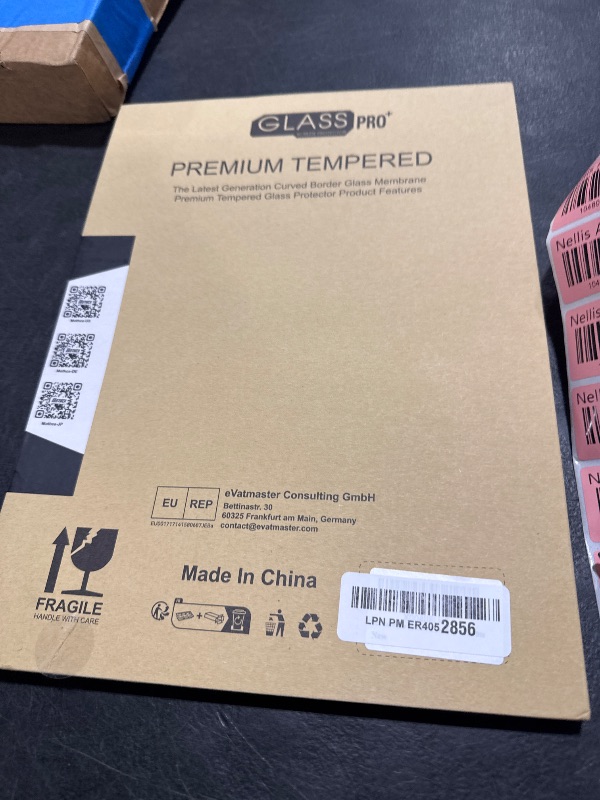 GLASS PRO+
PREMIUM TEMPERED
The Latest Generation Curved Border Glass Membrane
Premium Tempered Glass Protector Product Features
EU REP
eVatmaster Consulting GmbH
Bettinastr. 30
60325 Frankfurt am Main, Germany
contact@evatmaster.com
Made In China
FRAGILE
HANDLE WITH CARE
LPN PM ER405 2856
Nellis A
Nellis
Nel
N